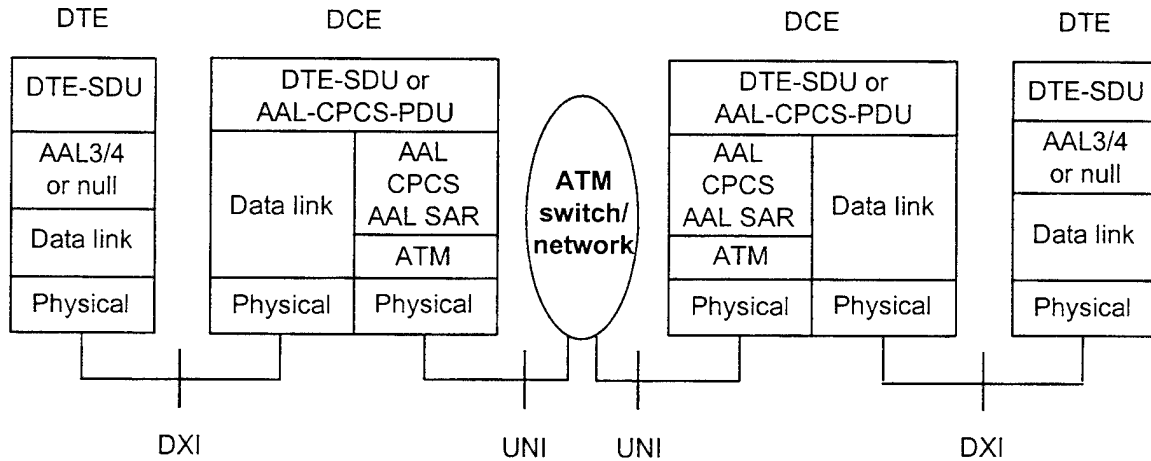 DTE
DCE
DCE
DTE
DTE-SDU
AAL3/4
or null
Data link
Physical
DTE-SDU or
AAL-CPCS-PDU
Data link
AAL
CPCS
AAL SAR
ATM
Physical
Physical
ATM
switch/
network
DTE-SDU or
AAL-CPCS-PDU
AAL
CPCS
AAL SAR
ATM
Data link
Physical
Physical
DTE-SDU
AAL3/4
or null
Data link
Physical
DXI
UNI
UNI
DXI